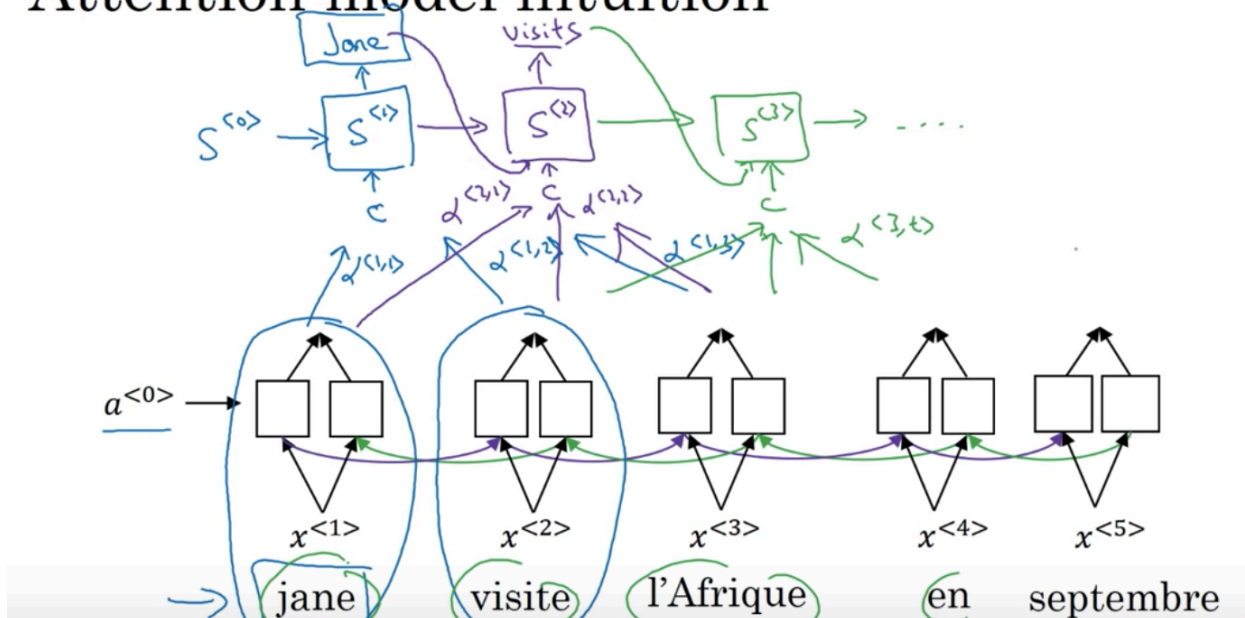 Attention model intuition
Jane visits
S<0> S<1> S<2> S<3> ....
c c c
α<2,1> α<2,2>
α<1,1> α<1,2> α<1,3> α<3,t>
a<0>
x<1> x<2> x<3> x<4> x<5>
jane visite l'Afrique en septembre